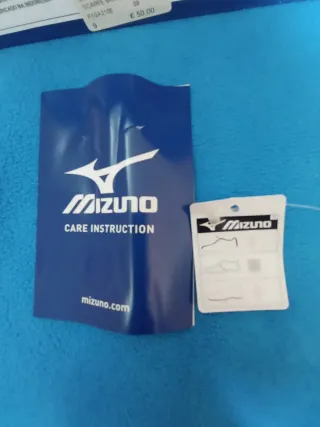 £ 50.00
MIZUNO
CARE INSTRUCTION
mizuno.com
MIZUNO